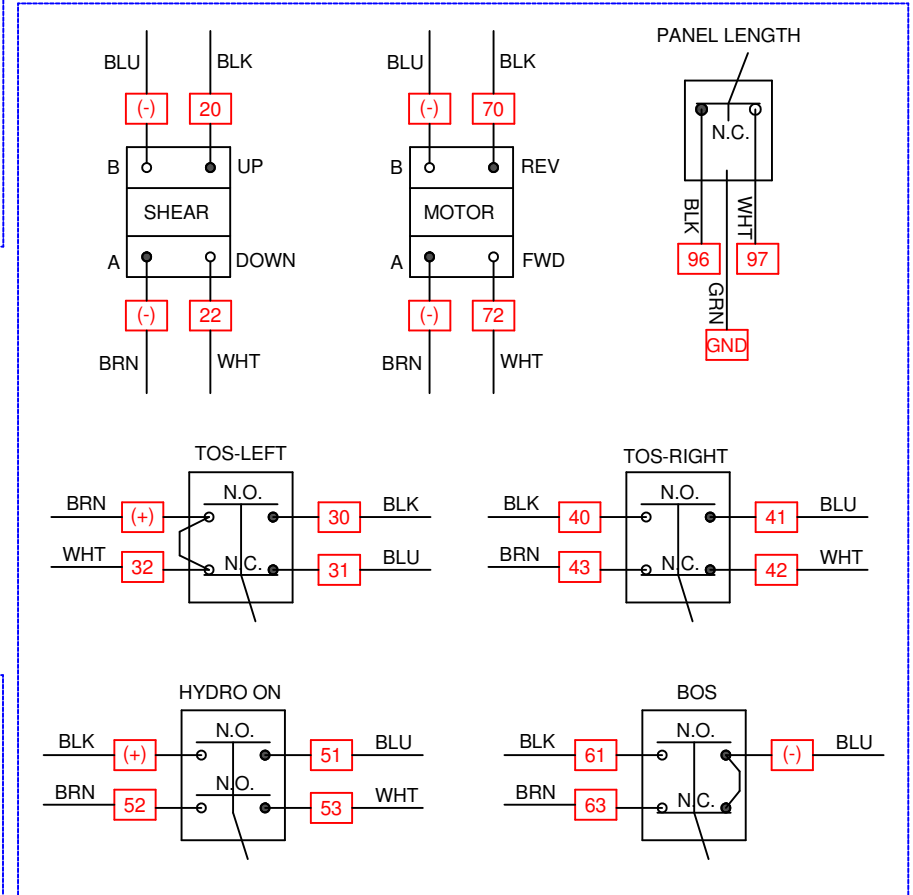 PANEL LENGTH
BLU BLK BLU BLK
(-) 20 (-) 70
N.C.
B UP B REV
SHEAR MOTOR
BLK WHT
A DOWN A FWD
96 97
GRN
(-) 22 (-) 72
GND
BRN WHT BRN WHT
TOS-LEFT TOS-RIGHT
N.O. N.O.
BRN (+) 30 BLK BLK 40 41 BLU
WHT 32 N.C. 31 BLU BRN 43 N.C. 42 WHT
HYDRO ON BOS
N.O. N.O.
BLK (+) 51 BLU BLK 61 (-) BLU
BRN 52 N.O. 53 WHT BRN 63 N.C.